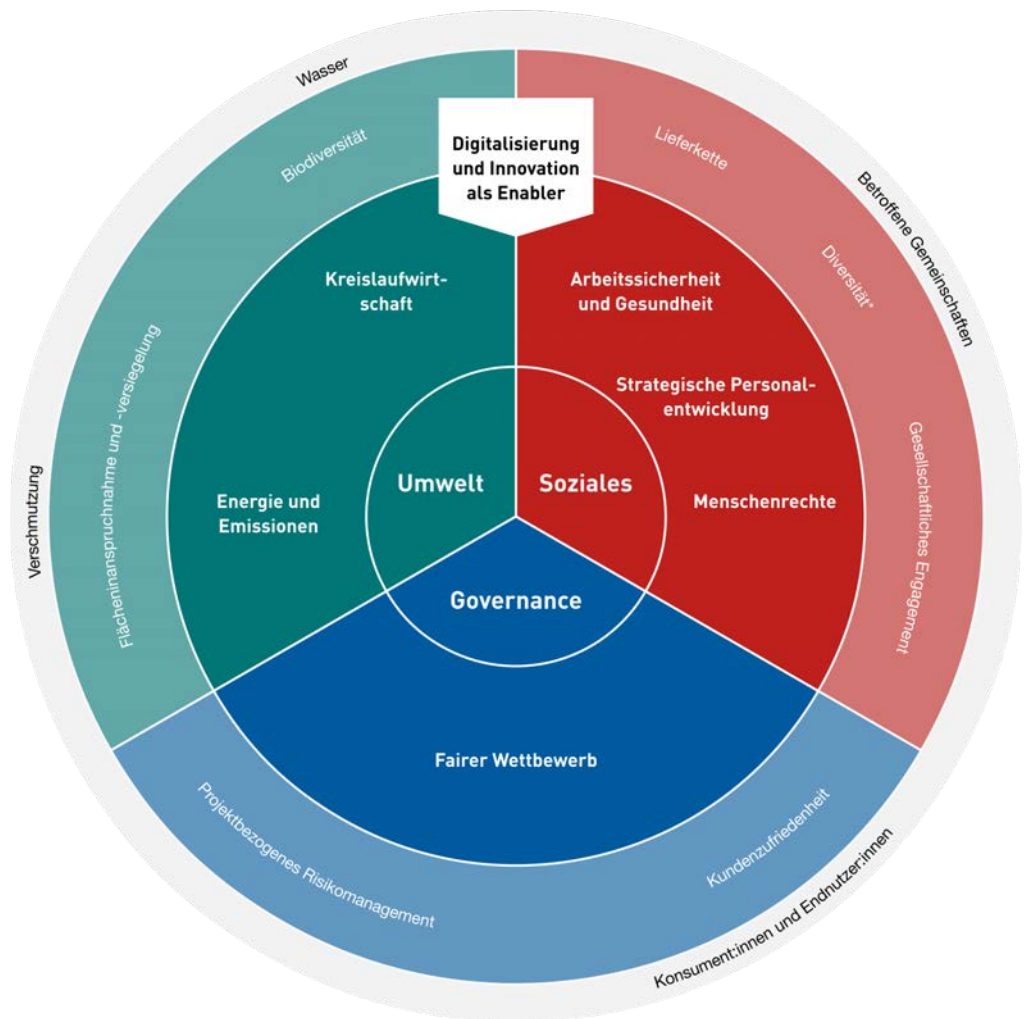 Wasser
Biodiversität
Lieferkette
Digitalisierung
und Innovation
als Enabler
Betroffene Gemeinschaften
Diversität*
Kreislaufwirt-
schaft
Arbeitssicherheit
und Gesundheit
Strategische Personal-
entwicklung
Flächeninanspruchnahme und -versiegelung
Verschmutzung
Energie und
Emissionen
Umwelt
Soziales
Menschenrechte
Gesellschaftliches Engagement
Governance
Fairer Wettbewerb
Projektbezogenes Risikomanagement
Kundenzufriedenheit
Konsument:innen und Endnutzer:innen